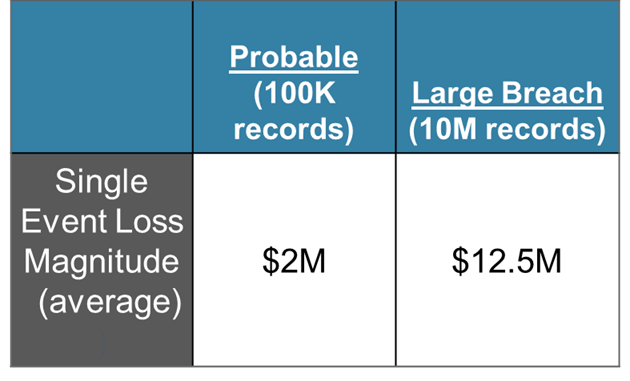 Probable
(100K
records)
Large Breach
(10M records)
Single
Event Loss
Magnitude
(average)
$2M
$12.5M